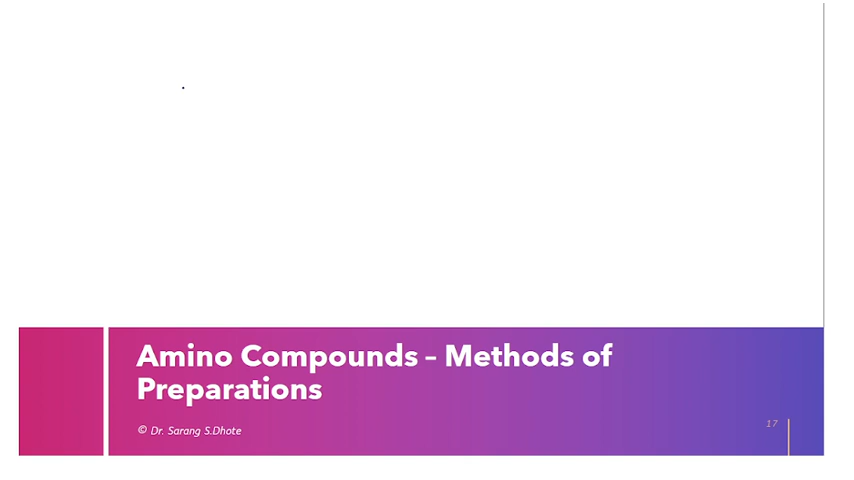 Amino Compounds – Methods of
Preparations
© Dr. Sarang S.Dhote
17